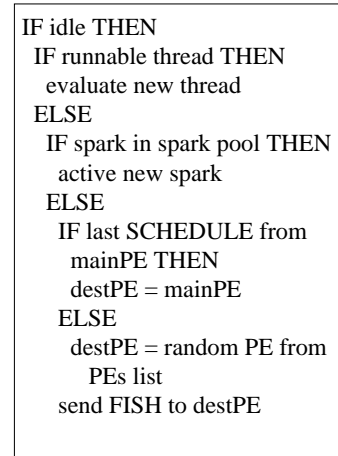 IF idle THEN
IF runnable thread THEN
evaluate new thread
ELSE
IF spark in spark pool THEN
active new spark
ELSE
IF last SCHEDULE from
mainPE THEN
destPE = mainPE
ELSE
destPE = random PE from
PEs list
send FISH to destPE